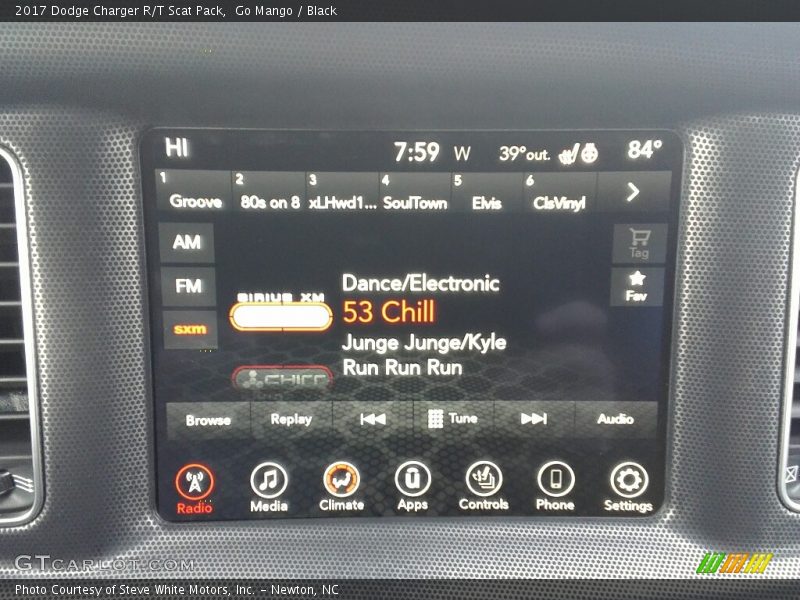 2017 Dodge Charger R/T Scat Pack,  Go Mango / Black
HI 7:59 W 39°out. 84°
1 Groove 2 80s on 8 3 xLHwd1... 4 SoulTown 5 Elvis 6 ClsVinyl
AM
Tag
FM
Fav
sxm
SIRIUS XM
Dance/Electronic
53 Chill
Junge Junge/Kyle
Run Run Run
CHILL
Browse Replay Tune Audio
Radio Media Climate Apps Controls Phone Settings
GTCARLOT.COM
Photo Courtesy of Steve White Motors, Inc. – Newton, NC